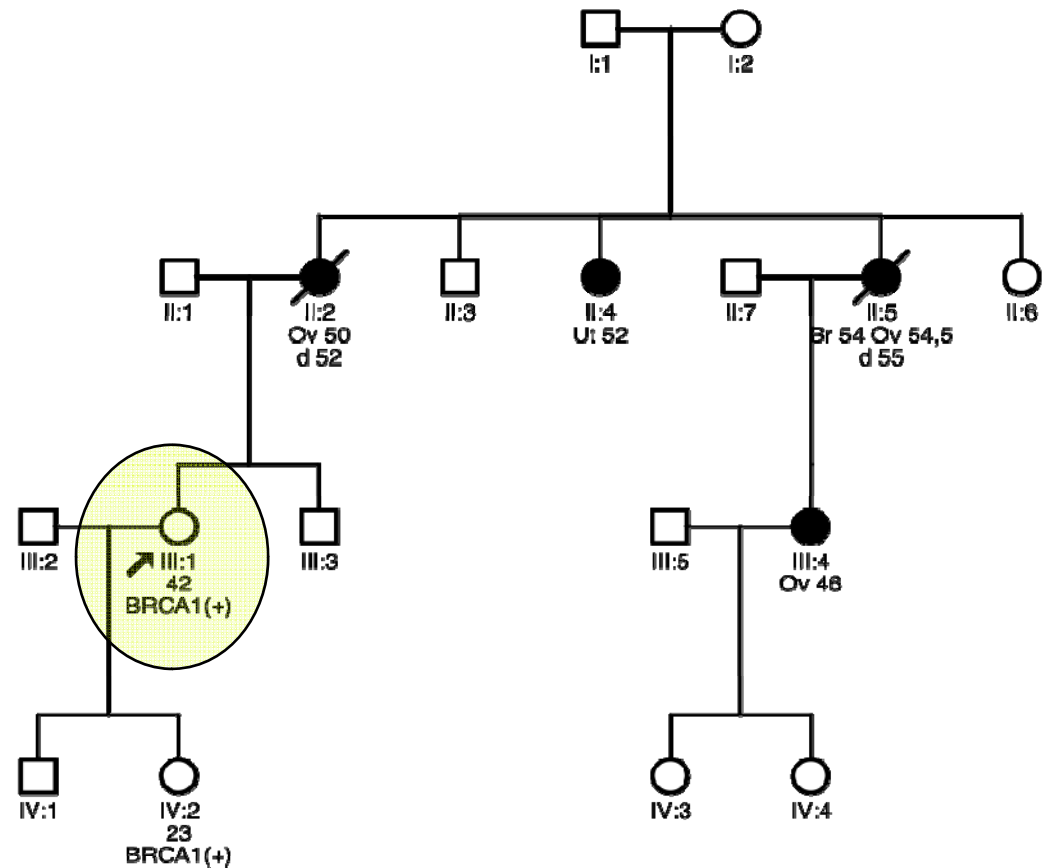 I:1
I:2
II:1
II:2
Ov 50
d 52
II:3
II:4
Ut 52
II:7
II:5
Br 54 Ov 54,5
d 55
II:6
III:2
III:1
42
BRCA1(+)
III:3
III:5
III:4
Ov 46
IV:1
IV:2
23
BRCA1(+)
IV:3
IV:4